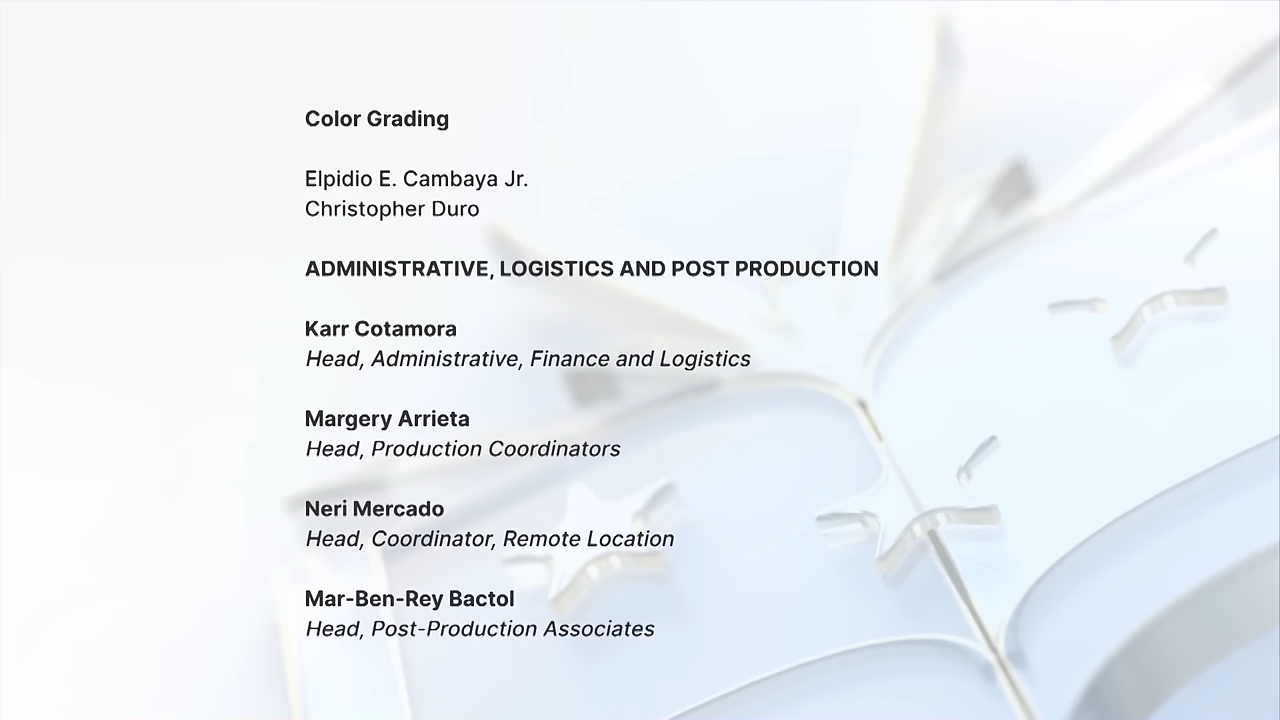 Color Grading
Elpidio E. Cambaya Jr.
Christopher Duro
ADMINISTRATIVE, LOGISTICS AND POST PRODUCTION
Karr Cotamora
Head, Administrative, Finance and Logistics
Margery Arrieta
Head, Production Coordinators
Neri Mercado
Head, Coordinator, Remote Location
Mar-Ben-Rey Bactol
Head, Post-Production Associates